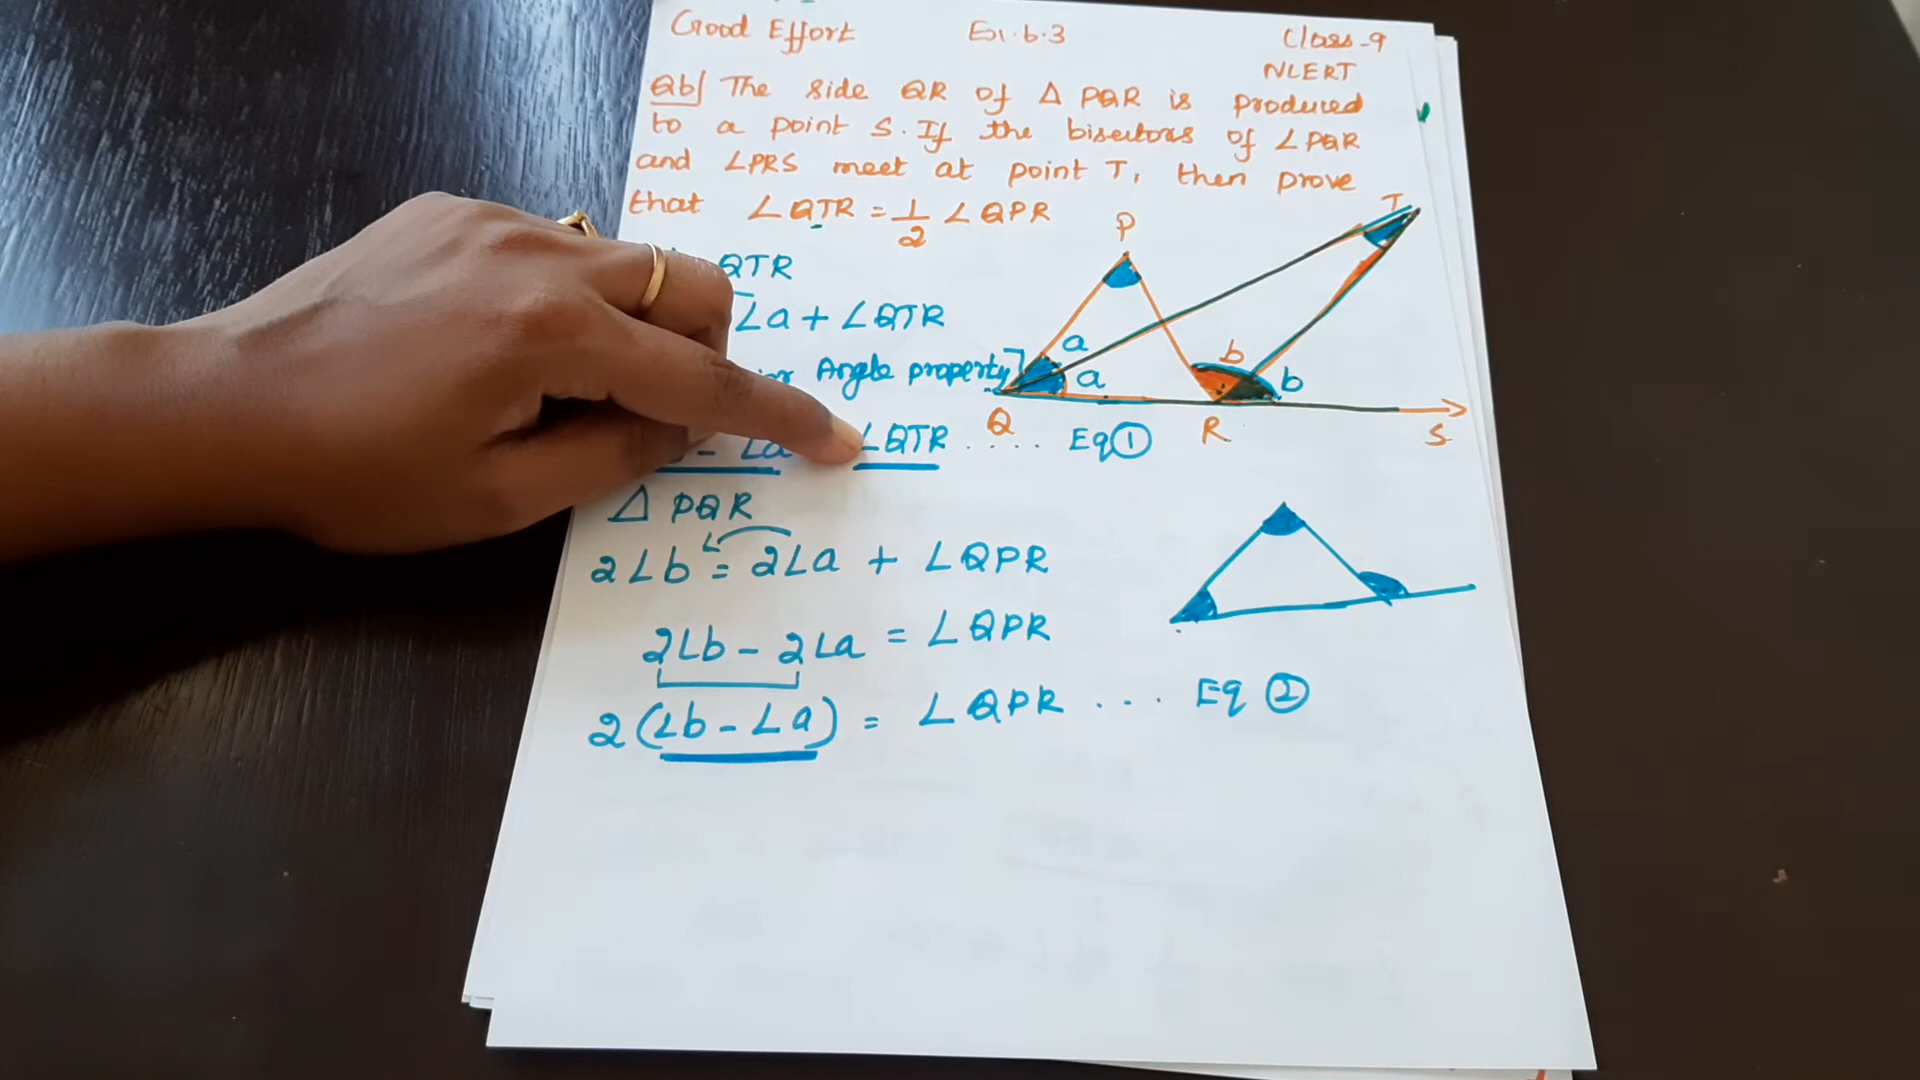 Good Effort Ex.6.3 Class-9
NCERT
Q6) The side QR of △ PQR is produced
to a point S. If the bisectors of ∠PQR
and ∠PRS meet at point T, then prove
that ∠QTR = 1/2 ∠QPR
QTR
∠a + ∠QTR
Angle property]
- ∠a ∠QTR .... Eq ①
△ PQR
2∠b = 2∠a + ∠QPR
2∠b - 2∠a = ∠QPR
2(∠b - ∠a) = ∠QPR ... Eq ②
P
T
a
a
b
b
Q
R
S